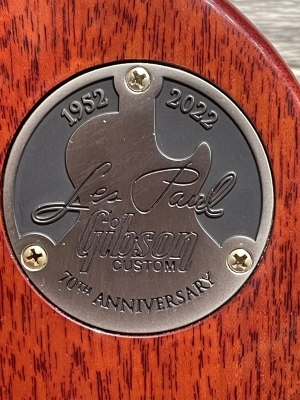 1952 2022
Les Paul
Gibson
CUSTOM
70TH ANNIVERSARY